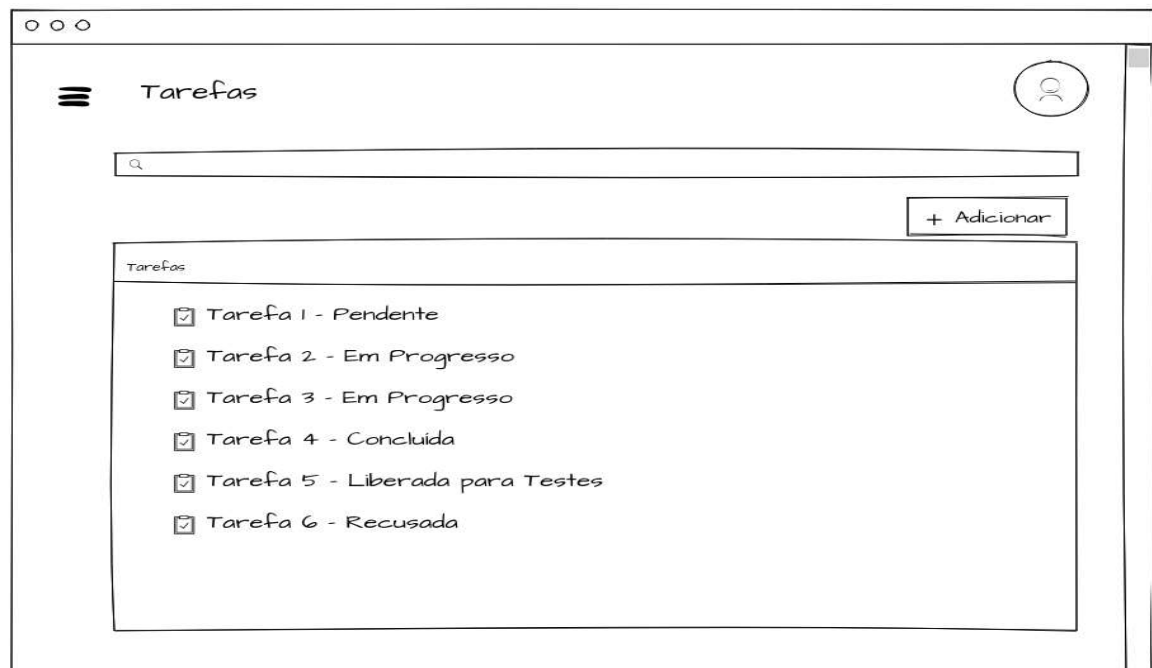 Tarefas
+ Adicionar
Tarefas
Tarefa 1 - Pendente
Tarefa 2 - Em Progresso
Tarefa 3 - Em Progresso
Tarefa 4 - Concluída
Tarefa 5 - Liberada para Testes
Tarefa 6 - Recusada